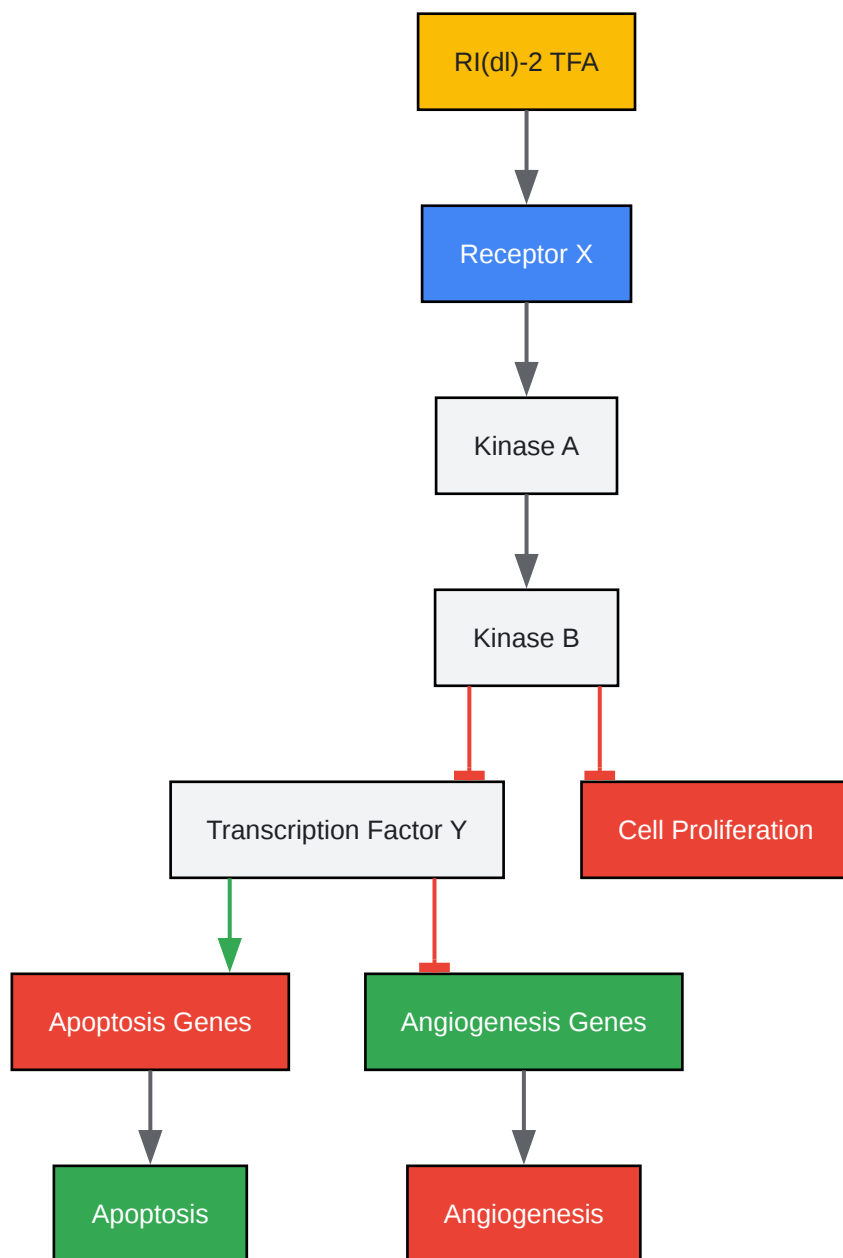 RI(dl)-2 TFA
Receptor X
Kinase A
Kinase B
Transcription Factor Y
Cell Proliferation
Apoptosis Genes
Angiogenesis Genes
Apoptosis
Angiogenesis